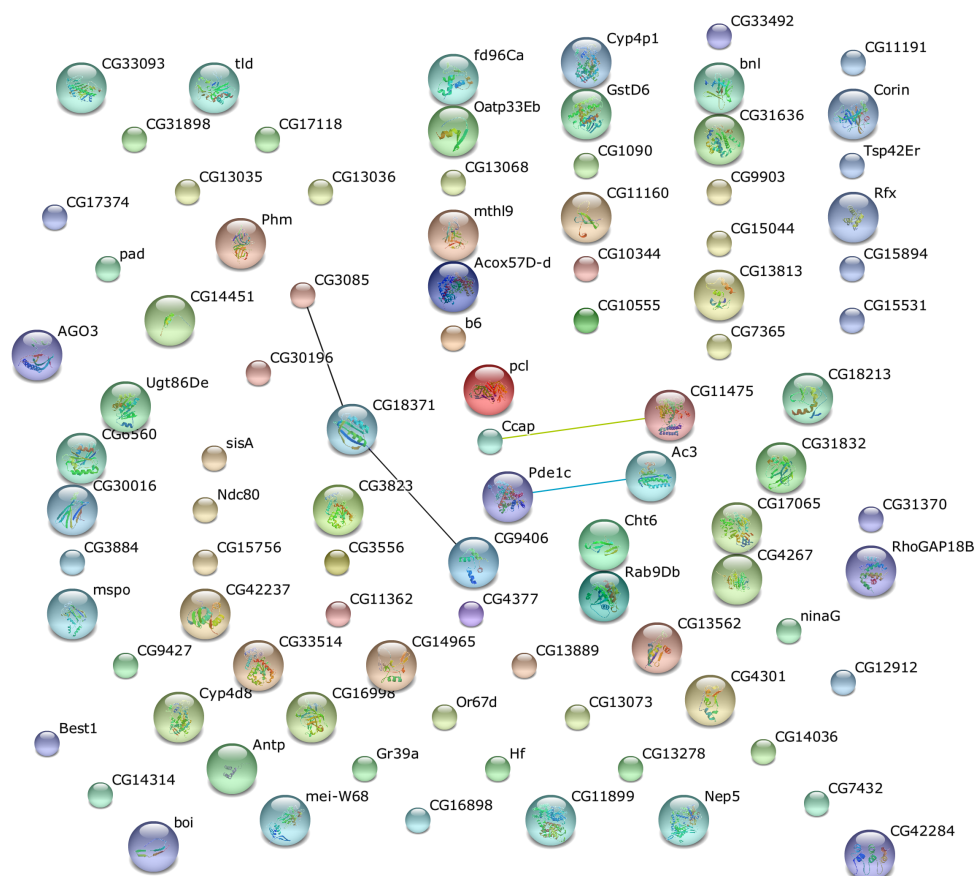 CG33492
Cyp4p1
CG11191
fd96Ca
bnl
CG33093
tld
Oatp33Eb
GstD6
Corin
CG31636
CG31898
CG17118
Tsp42Er
CG1090
CG13068
CG9903
CG13035
CG13036
CG11160
Rfx
CG17374
mthl9
Phm
CG15044
pad
Acox57D-d
CG10344
CG15894
CG13813
CG3085
CG14451
CG10555
CG15531
b6
AGO3
CG7365
CG30196
pcl
CG18213
Ugt86De
CG11475
CG18371
Ccap
CG6560
sisA
Ac3
CG31832
Pde1c
CG30016
Ndc80
CG3823
CG17065
CG31370
Cht6
CG9406
CG3884
CG15756
CG3556
CG4267
RhoGAP18B
Rab9Db
mspo
CG42237
CG11362
CG4377
ninaG
CG13562
CG9427
CG33514
CG14965
CG13889
CG12912
CG4301
Cyp4d8
CG16998
Or67d
CG13073
Best1
Antp
CG14036
Gr39a
Hf
CG13278
CG14314
mei-W68
CG16898
CG11899
Nep5
CG7432
boi
CG42284